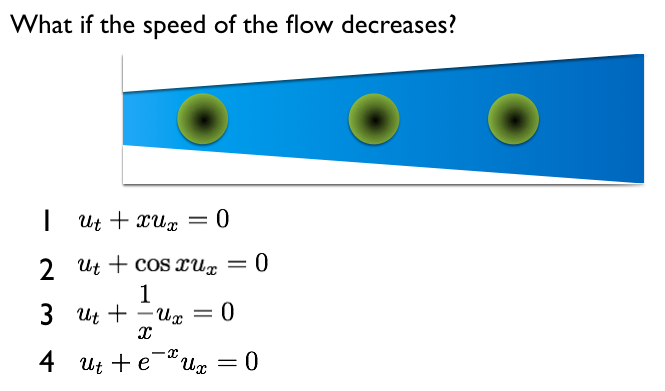 What if the speed of the flow decreases?
1 $u_t + xu_x = 0$
2 $u_t + \cos xu_x = 0$
3 $u_t + \frac{1}{x}u_x = 0$
4 $u_t + e^{-x}u_x = 0$